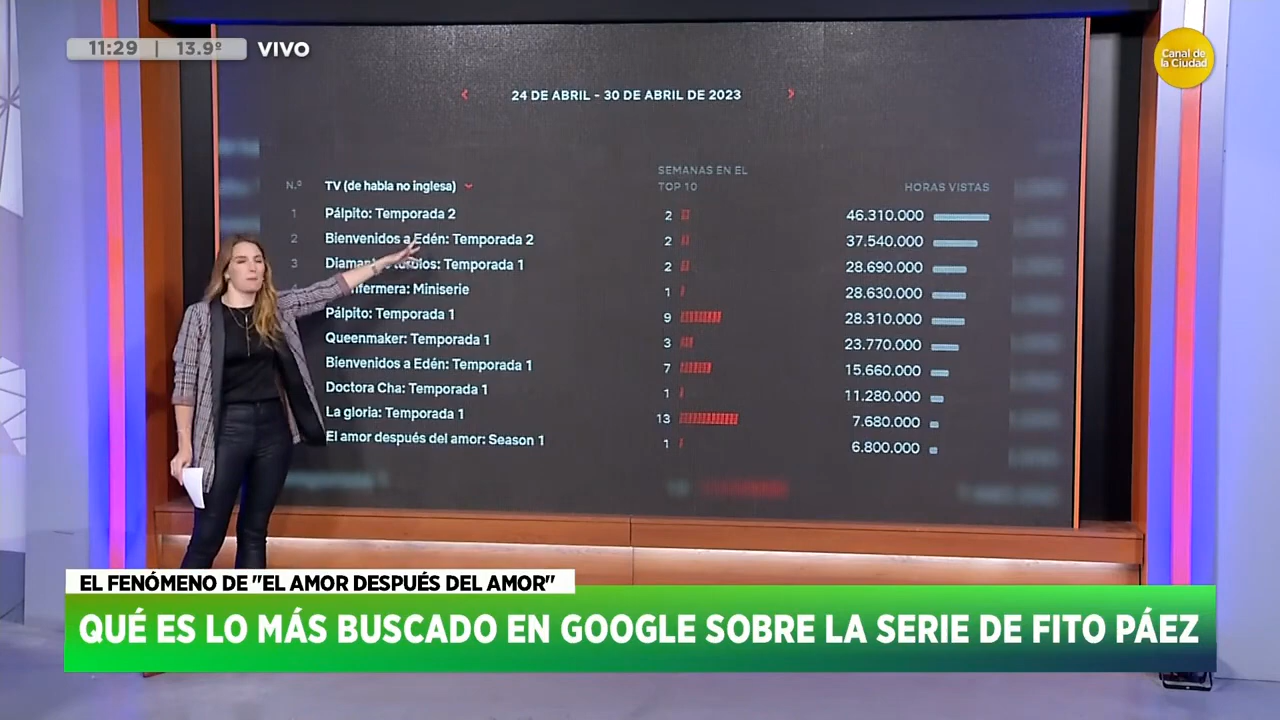 11:29 | 13.9º VIVO
Canal de
la Ciudad
24 DE ABRIL - 30 DE ABRIL DE 2023
N.º TV (de habla no inglesa) SEMANAS EN EL TOP 10 HORAS VISTAS
1 Pálpito: Temporada 2 2 46.310.000
2 Bienvenidos a Edén: Temporada 2 2 37.540.000
3 turbios: Temporada 1 2 28.690.000
Miniserie 1 28.630.000
Pálpito: Temporada 1 9 28.310.000
Queenmaker: Temporada 1 3 23.770.000
Bienvenidos a Edén: Temporada 1 7 15.660.000
Doctora Cha: Temporada 1 1 11.280.000
La gloria: Temporada 1 13 7.680.000
El amor después del amor: Season 1 1 6.800.000
EL FENÓMENO DE "EL AMOR DESPUÉS DEL AMOR"
QUÉ ES LO MÁS BUSCADO EN GOOGLE SOBRE LA SERIE DE FITO PÁEZ